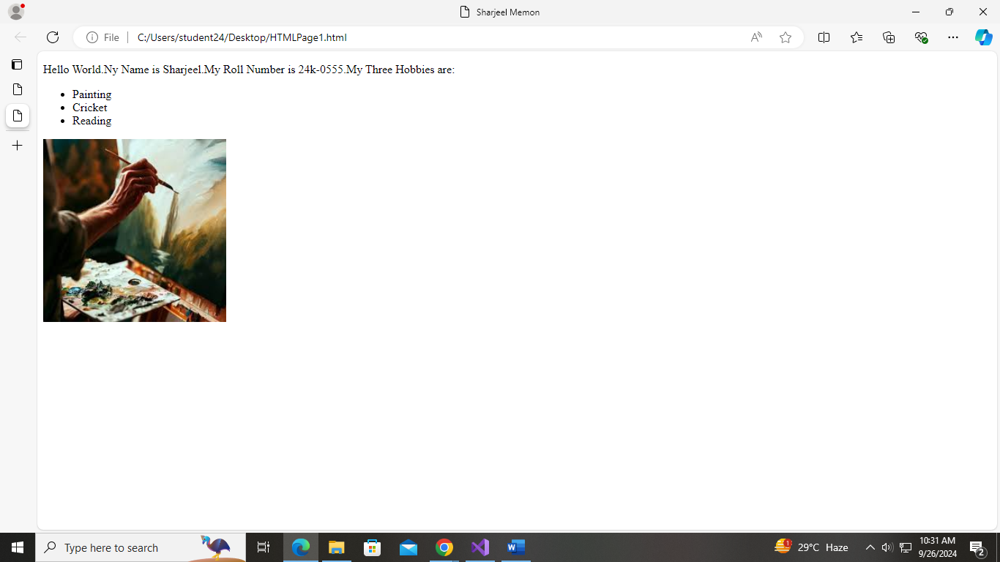 Sharjeel Memon
File
C:/Users/student24/Desktop/HTMLPage1.html
Hello World.Ny Name is Sharjeel.My Roll Number is 24k-0555.My Three Hobbies are:
Painting
Cricket
Reading
Type here to search
W
1
29°C Haze
10:31 AM
9/26/2024
2